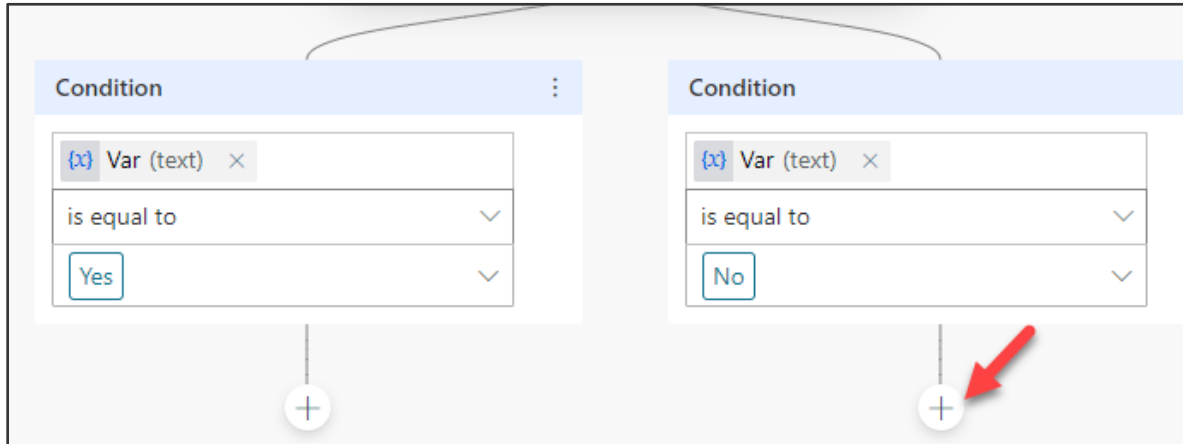 Condition
{x} Var (text) ×
is equal to
Yes
Condition
{x} Var (text) ×
is equal to
No